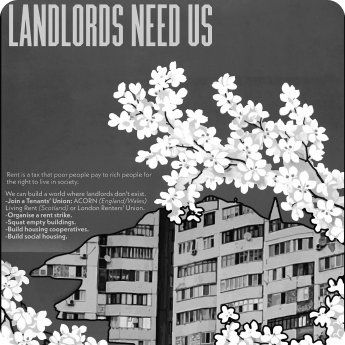 LANDLORDS NEED US
Rent is a tax that poor people pay to rich people for
the right to live in society.
We can build a world where landlords don't exist.
-Join a Tenants' Union: ACORN (England/Wales)
Living Rent (Scotland) or London Renters' Union.
-Organise a rent strike.
-Squat empty buildings.
-Build housing cooperatives.
-Build social housing.